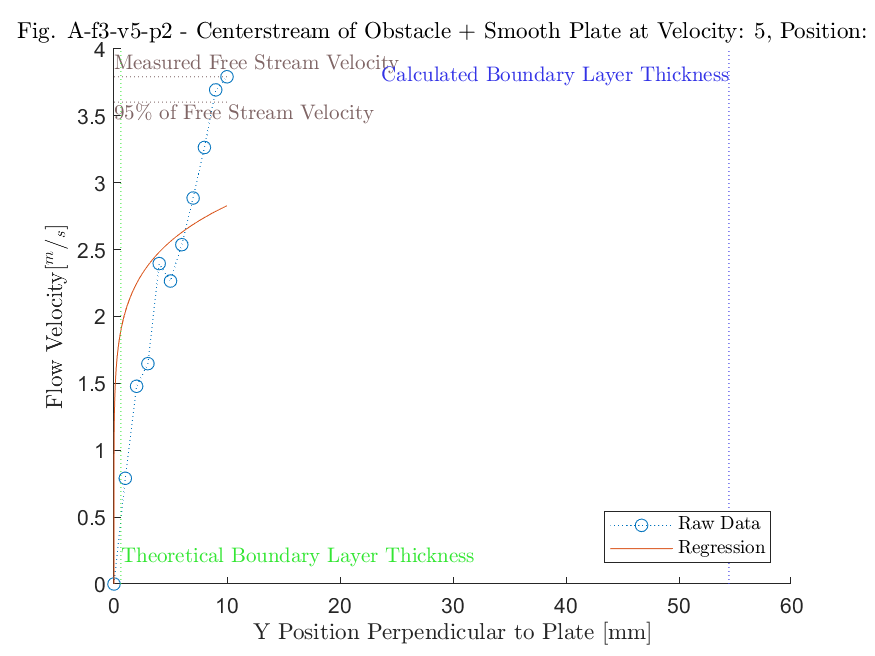 Fig. A-f3-v5-p2 - Centerstream of Obstacle + Smooth Plate at Velocity: 5, Position:
4
Measured Free Stream Velocity
Calculated Boundary Layer Thickness
95% of Free Stream Velocity
3.5
3
2.5
2
1.5
1
0.5
0
Flow Velocity[m/s]
Theoretical Boundary Layer Thickness
Raw Data
Regression
0 10 20 30 40 50 60
Y Position Perpendicular to Plate [mm]